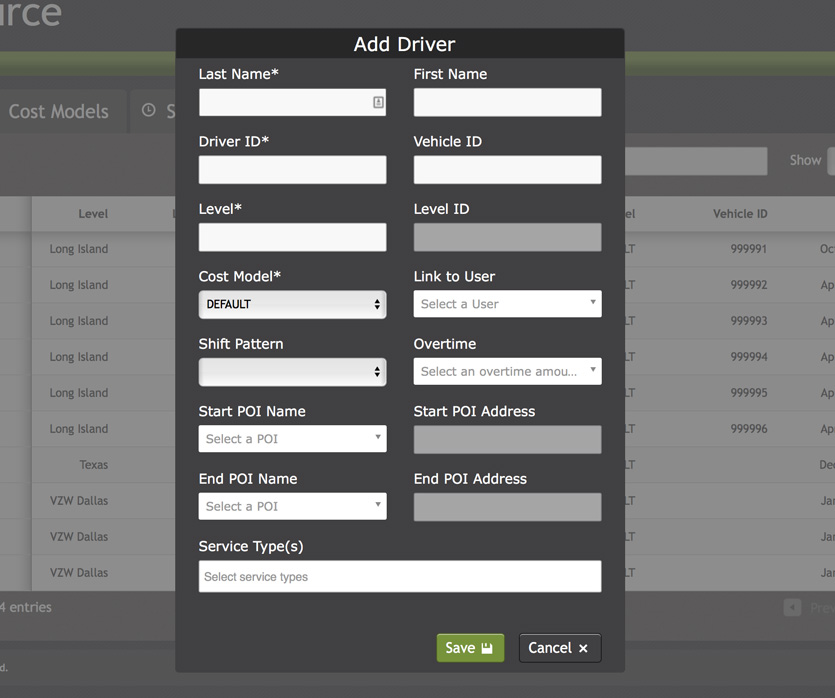 urce
Add Driver
Last Name*
First Name
Cost Models
S
Driver ID*
Vehicle ID
Show
Level*
Level ID
Level
el
Vehicle ID
Long Island
LT
999991
Oc
Cost Model*
Link to User
Long Island
LT
999992
Ap
DEFAULT
Select a User
Long Island
LT
999993
Ap
Shift Pattern
Overtime
Long Island
LT
999994
Ap
Select an overtime amou...
Long Island
LT
999995
Ap
Start POI Name
Start POI Address
Long Island
LT
999996
Ap
Select a POI
Texas
LT
Dec
End POI Name
End POI Address
VZW Dallas
LT
Jan
Select a POI
VZW Dallas
LT
Jan
Service Type(s)
VZW Dallas
LT
Jan
Select service types
4 entries
Prev
Save
Cancel
d.